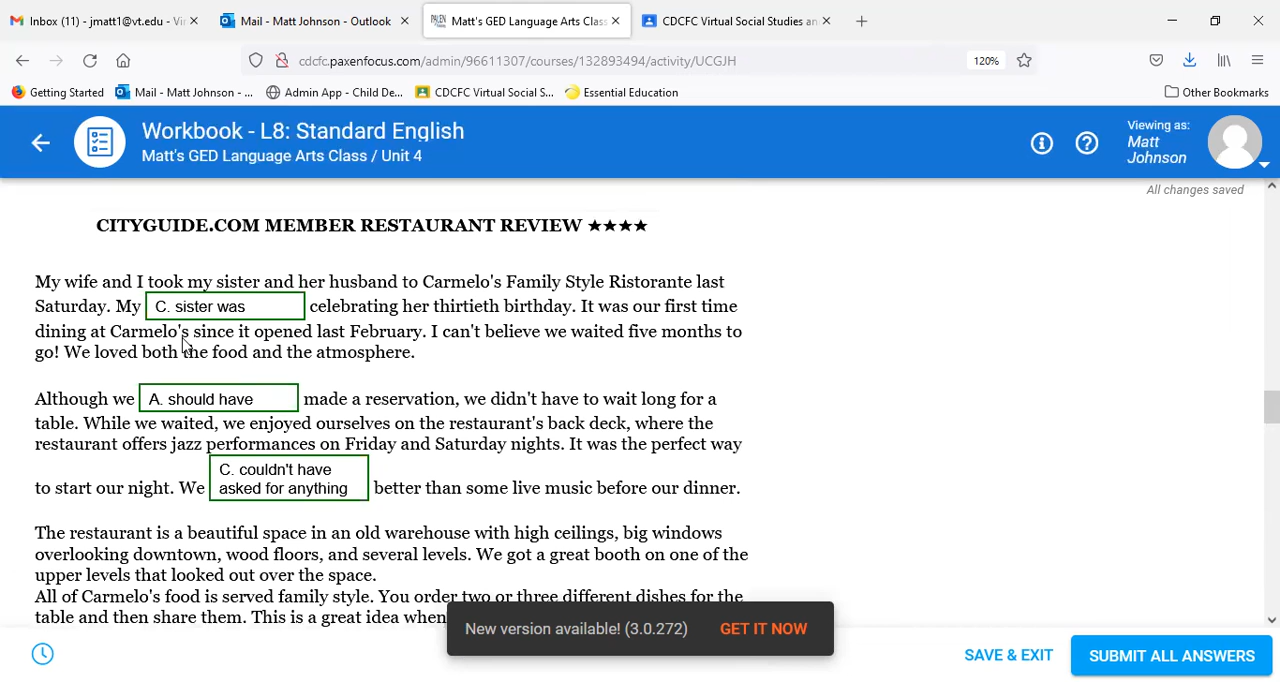 Inbox (11) - jmatt1@vt.edu - Vir
Mail - Matt Johnson - Outlook
PAXEN
Matt's GED Language Arts Class
CDCFC Virtual Social Studies an
cdcfc.paxenfocus.com/admin/96611307/courses/132893494/activity/UCGJH
120%
Getting Started
Mail - Matt Johnson - ...
Admin App - Child De...
CDCFC Virtual Social S...
Essential Education
Other Bookmarks
Workbook - L8: Standard English
Matt's GED Language Arts Class / Unit 4
Viewing as:
Matt
Johnson
All changes saved
CITYGUIDE.COM MEMBER RESTAURANT REVIEW ★★★★
My wife and I took my sister and her husband to Carmelo's Family Style Ristorante last
Saturday. My C. sister was celebrating her thirtieth birthday. It was our first time
dining at Carmelo's since it opened last February. I can't believe we waited five months to
go! We loved both the food and the atmosphere.
Although we A. should have made a reservation, we didn't have to wait long for a
table. While we waited, we enjoyed ourselves on the restaurant's back deck, where the
restaurant offers jazz performances on Friday and Saturday nights. It was the perfect way
to start our night. We C. couldn't have asked for anything better than some live music before our dinner.
The restaurant is a beautiful space in an old warehouse with high ceilings, big windows
overlooking downtown, wood floors, and several levels. We got a great booth on one of the
upper levels that looked out over the space.
All of Carmelo's food is served family style. You order two or three different dishes for the
table and then share them. This is a great idea when
New version available! (3.0.272)
GET IT NOW
SAVE & EXIT
SUBMIT ALL ANSWERS